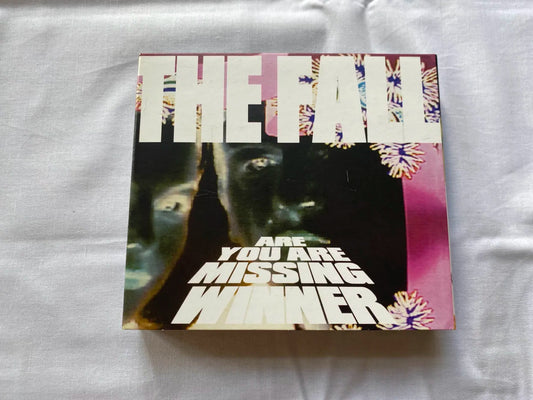 THE FALL
ARE
YOU ARE
MISSING
WINNER